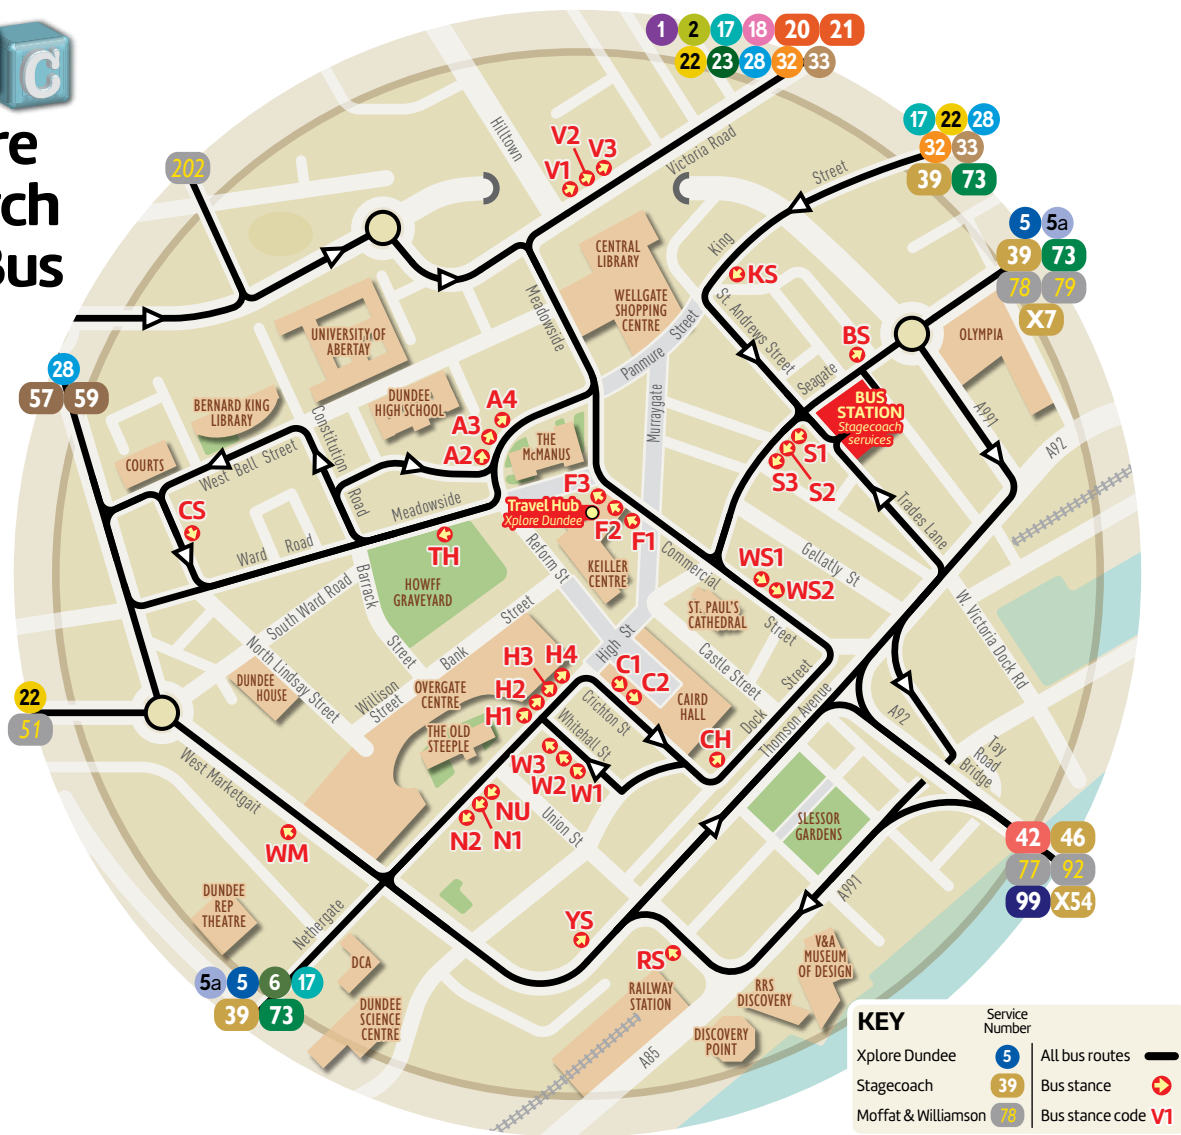 C
re
rch
Bus
1 2 17 18 20 21
22 23 28 32 33
17 22 28
32 33
39 73
5 5a
39 73
78 79
X7
202
28
57 59
22
51
5a 5 6 17
39 73
42 46
77 92
99 X54
Hilltown
V2
V3
V1
Victoria Road
Street
King
KS
CENTRAL
LIBRARY
WELLGATE
SHOPPING
CENTRE
Meadowside
Panmure Street
Murraygate
St. Andrews Street
BS
Seagate
OLYMPIA
BUS
STATION
Stagecoach
services
A991
A92
UNIVERSITY OF
ABERTAY
DUNDEE
HIGH SCHOOL
BERNARD KING
LIBRARY
COURTS
Constitution
Road
West Bell Street
A4
A3
A2
THE
McMANUS
CS
Ward Road
Meadowside
TH
Travel Hub
Xplore Dundee
F3
F2
F1
S1
S2
S3
Trades Lane
Gellatly St
WS1
WS2
Commercial
Street
KEILLER
CENTRE
Reform St
HOWFF
GRAVEYARD
Barrack
Street
South Ward Road
North Lindsay Street
DUNDEE
HOUSE
Willison
Street
Bank
Street
OVERGATE
CENTRE
THE OLD
STEEPLE
H3
H4
H2
H1
High St
C1
C2
CAIRD
HALL
ST. PAUL'S
CATHEDRAL
Castle Street
Dock
Street
Thomson Avenue
W. Victoria Dock Rd
A92
Tay
Road
Bridge
Crichton St
Whitehall St
CH
W3
W2
W1
NU
N1
N2
Union St
SLESSOR
GARDENS
A991
West Marketgait
WM
Nethergate
DUNDEE
REP
THEATRE
DCA
DUNDEE
SCIENCE
CENTRE
YS
RS
RAILWAY
STATION
A85
DISCOVERY
POINT
RRS
DISCOVERY
V&A
MUSEUM
OF DESIGN
KEY
Service
Number
Xplore Dundee 5
Stagecoach 39
Moffat & Williamson 78
All bus routes
Bus stance
Bus stance code V1